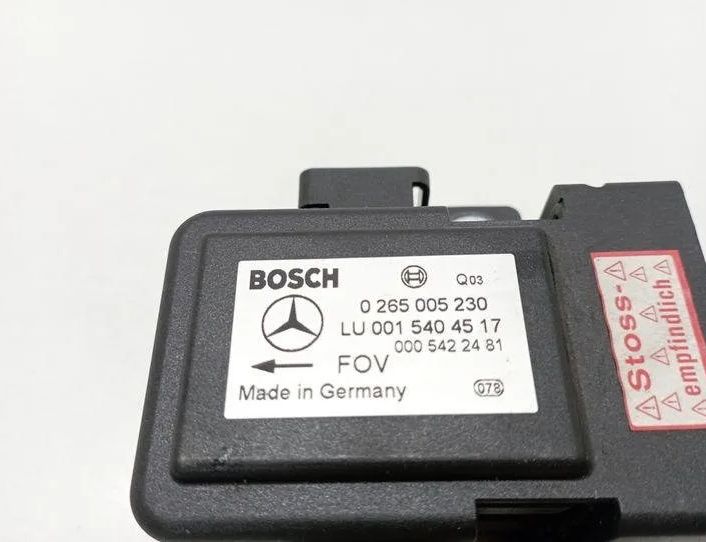 BOSCH
Q03
0 265 005 230
LU 001 540 45 17
000 542 24 81
FOV
Made in Germany
078
Stoss-
empfindlich